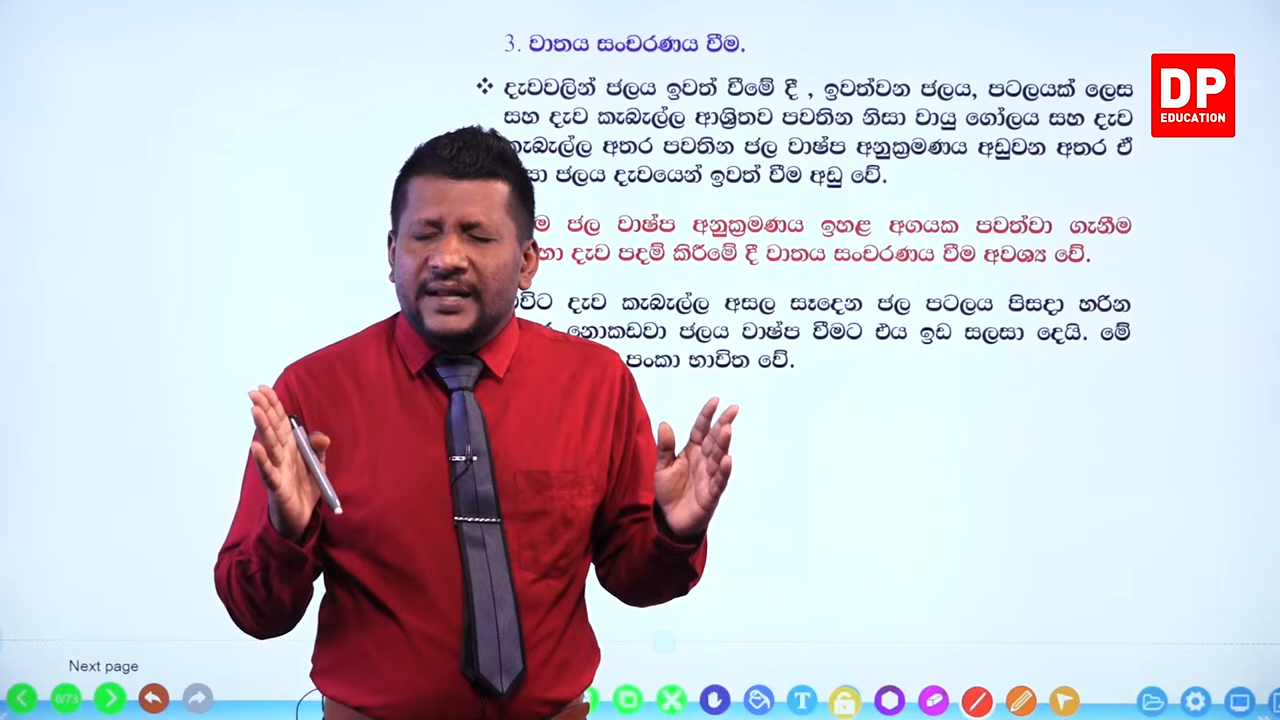 3. වාතය සංචරණය වීම.
DP
EDUCATION
❖ දැවවලින් ජලය ඉවත් වීමේ දී , ඉවත්වන ජලය, පටලයක් ලෙස
සහ දැව කැබැල්ල ආශ්‍රිතව පවතින නිසා වායු ගෝලය සහ දැව
කැබැල්ල අතර පවතින ජල වාෂ්ප අනුක්‍රමණය අඩුවන අතර ඒ
ජලය දැවයෙන් ඉවත් වීම අඩු වේ.
ජල වාෂ්ප අනුක්‍රමණය ඉහළ අගයක පවත්වා ගැනීම
දැව පදම් කිරීමේ දී වාතය සංචරණය වීම අවශ්‍ය වේ.
දැව කැබැල්ල අසල සෑදෙන ජල පටලය පිසදා හරින
නොකඩවා ජලය වාෂ්ප වීමට එය ඉඩ සලසා දෙයි. මේ
පංකා භාවිත වේ.
Next page
6/73